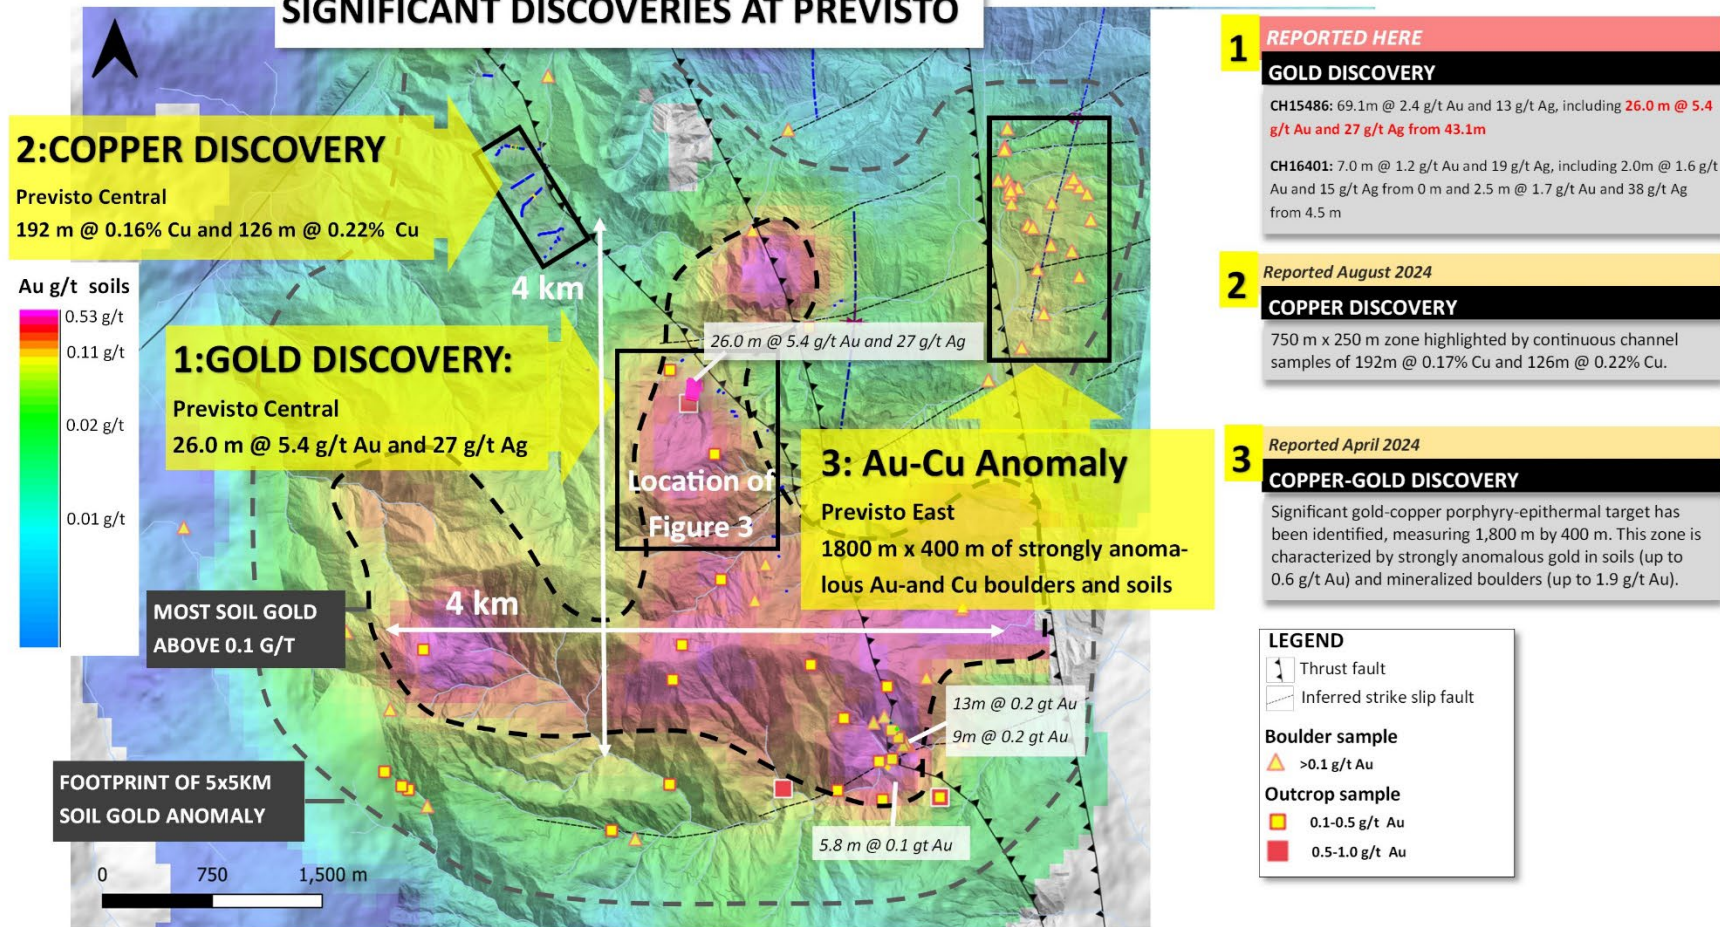 SIGNIFICANT DISCOVERIES AT PREVISTO
2:COPPER DISCOVERY
Previsto Central
192 m @ 0.16% Cu and 126 m @ 0.22%  Cu
Au g/t  soils
0.53 g/t
0.11 g/t
0.02 g/t
0.01 g/t
4 km
1:GOLD DISCOVERY:
Previsto Central
26.0 m @ 5.4 g/t Au and 27 g/t Ag
26.0 m @ 5.4 g/t Au and 27 g/t Ag
Location of
Figure 3
3: Au-Cu Anomaly
Previsto East
1800 m x 400 m of strongly anoma-
lous Au-and Cu boulders and soils
4 km
MOST SOIL GOLD
ABOVE 0.1 G/T
13m @ 0.2 gt Au
9m @ 0.2 gt Au
FOOTPRINT OF 5x5KM
SOIL GOLD ANOMALY
5.8 m @ 0.1 gt Au
0 750 1,500 m
1
REPORTED HERE
GOLD DISCOVERY
CH15486: 69.1m @ 2.4 g/t Au and 13 g/t Ag, including 26.0 m @ 5.4
g/t Au and 27 g/t Ag from 43.1m
CH16401: 7.0 m @ 1.2 g/t Au and 19 g/t Ag, including 2.0m @ 1.6 g/t
Au and 15 g/t Ag from 0 m and 2.5 m @ 1.7 g/t Au and 38 g/t Ag
from 4.5 m
2
Reported August 2024
COPPER DISCOVERY
750 m x 250 m zone highlighted by continuous channel
samples of 192m @ 0.17% Cu and 126m @ 0.22% Cu.
3
Reported April 2024
COPPER-GOLD DISCOVERY
Significant gold-copper porphyry-epithermal target has
been identified, measuring 1,800 m by 400 m. This zone is
characterized by strongly anomalous gold in soils (up to
0.6 g/t Au) and mineralized boulders (up to 1.9 g/t Au).
LEGEND
Thrust fault
Inferred strike slip fault
Boulder sample
>0.1 g/t Au
Outcrop sample
0.1-0.5 g/t  Au
0.5-1.0 g/t  Au